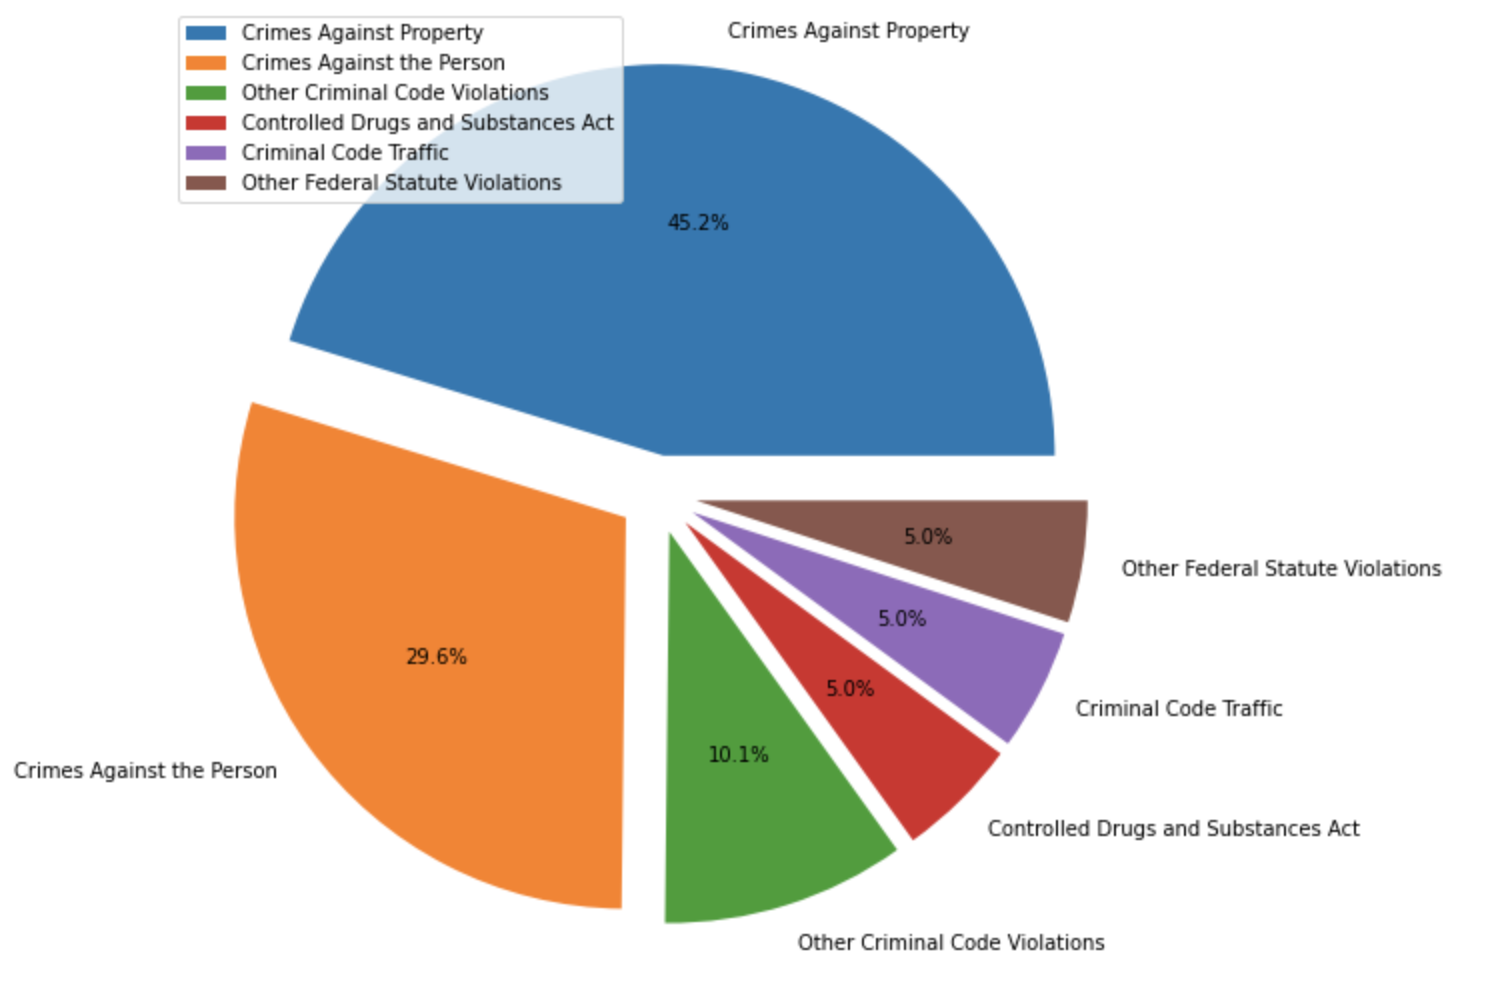 Crimes Against Property
Crimes Against the Person
Other Criminal Code Violations
Controlled Drugs and Substances Act
Criminal Code Traffic
Other Federal Statute Violations
Crimes Against Property
45.2%
5.0%
Other Federal Statute Violations
5.0%
29.6%
5.0%
Criminal Code Traffic
10.1%
Crimes Against the Person
Controlled Drugs and Substances Act
Other Criminal Code Violations